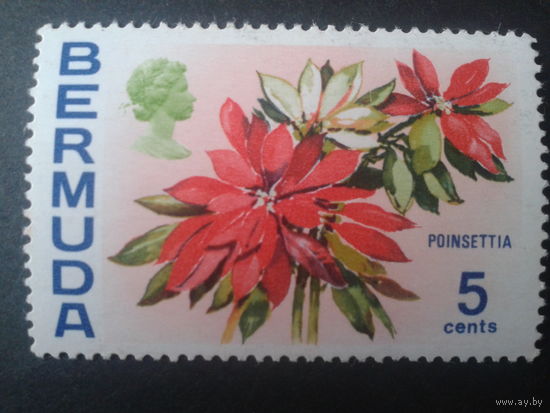 BERMUDA
POINSETTIA
5
cents
www.ay.by